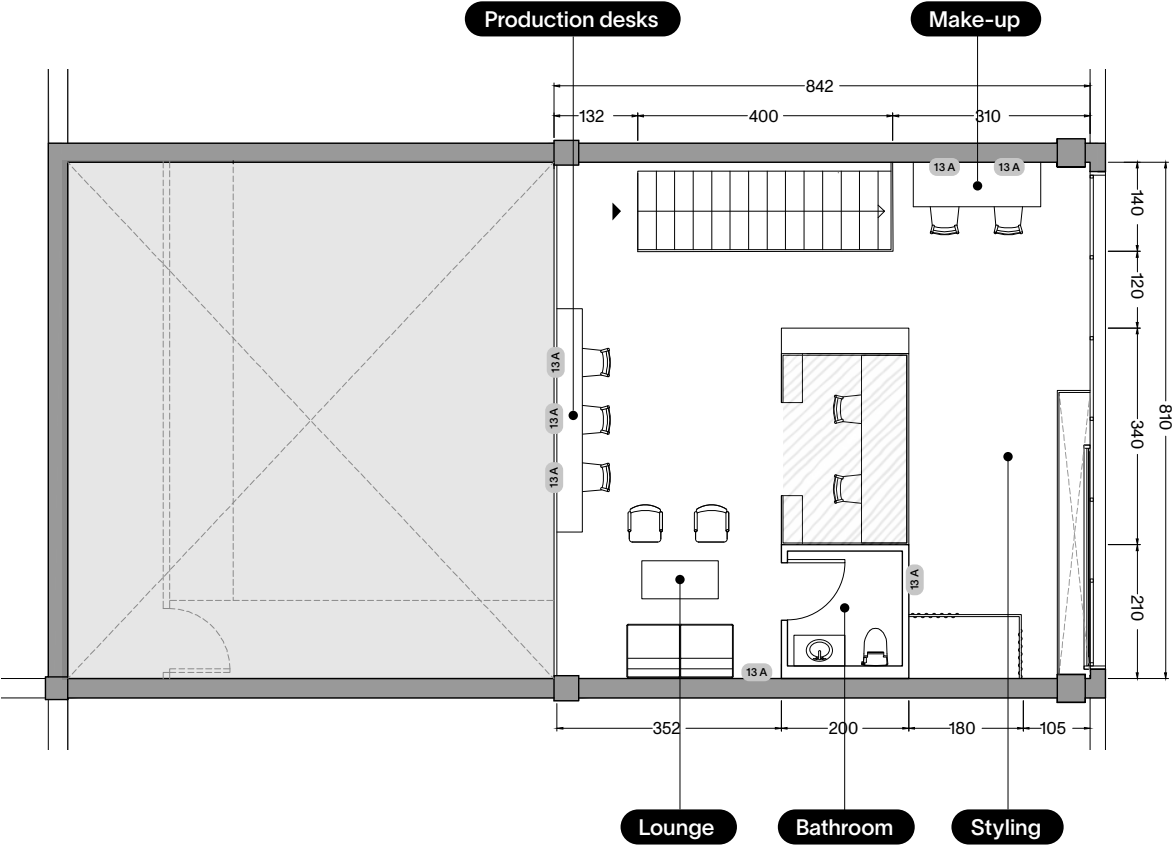 Production desks
Make-up
842
132
400
310
13 A
13 A
140
120
13 A
13 A
13 A
340
810
13 A
210
13 A
352
200
180
105
Lounge
Bathroom
Styling